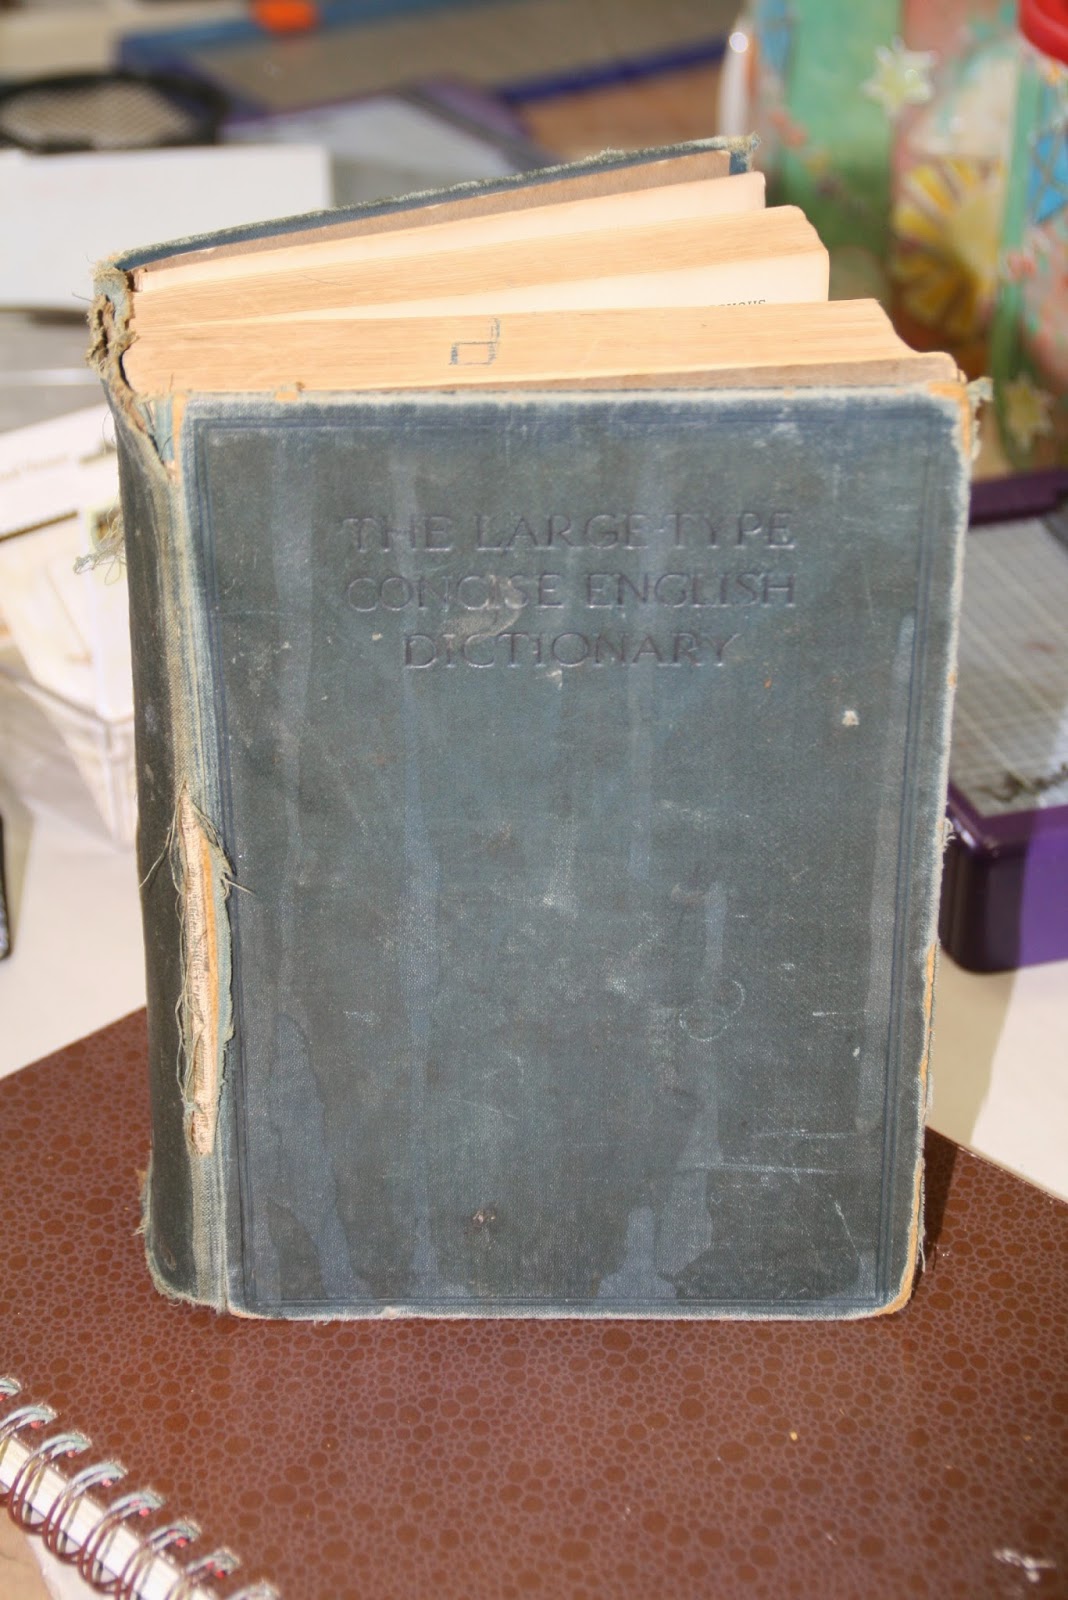 THE LARGE-TYPE
CONCISE ENGLISH
DICTIONARY